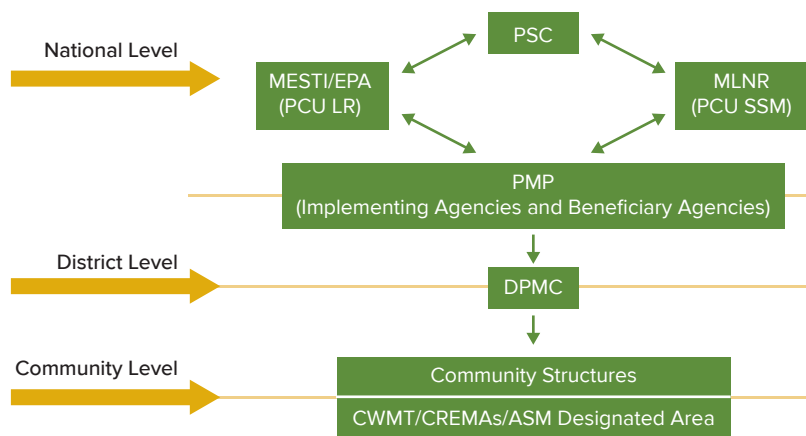 National Level
PSC
MESTI/EPA
(PCU LR)
MLNR
(PCU SSM)
PMP
(Implementing Agencies and Beneficiary Agencies)
District Level
DPMC
Community Level
Community Structures
CWMT/CREMAs/ASM Designated Area